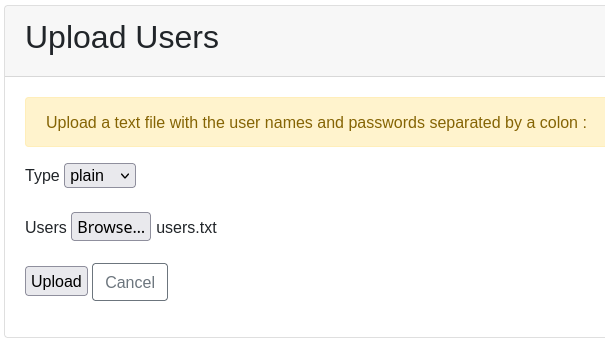 Upload Users
Upload a text file with the user names and passwords separated by a colon :
Type plain
Users Browse... users.txt
Upload Cancel